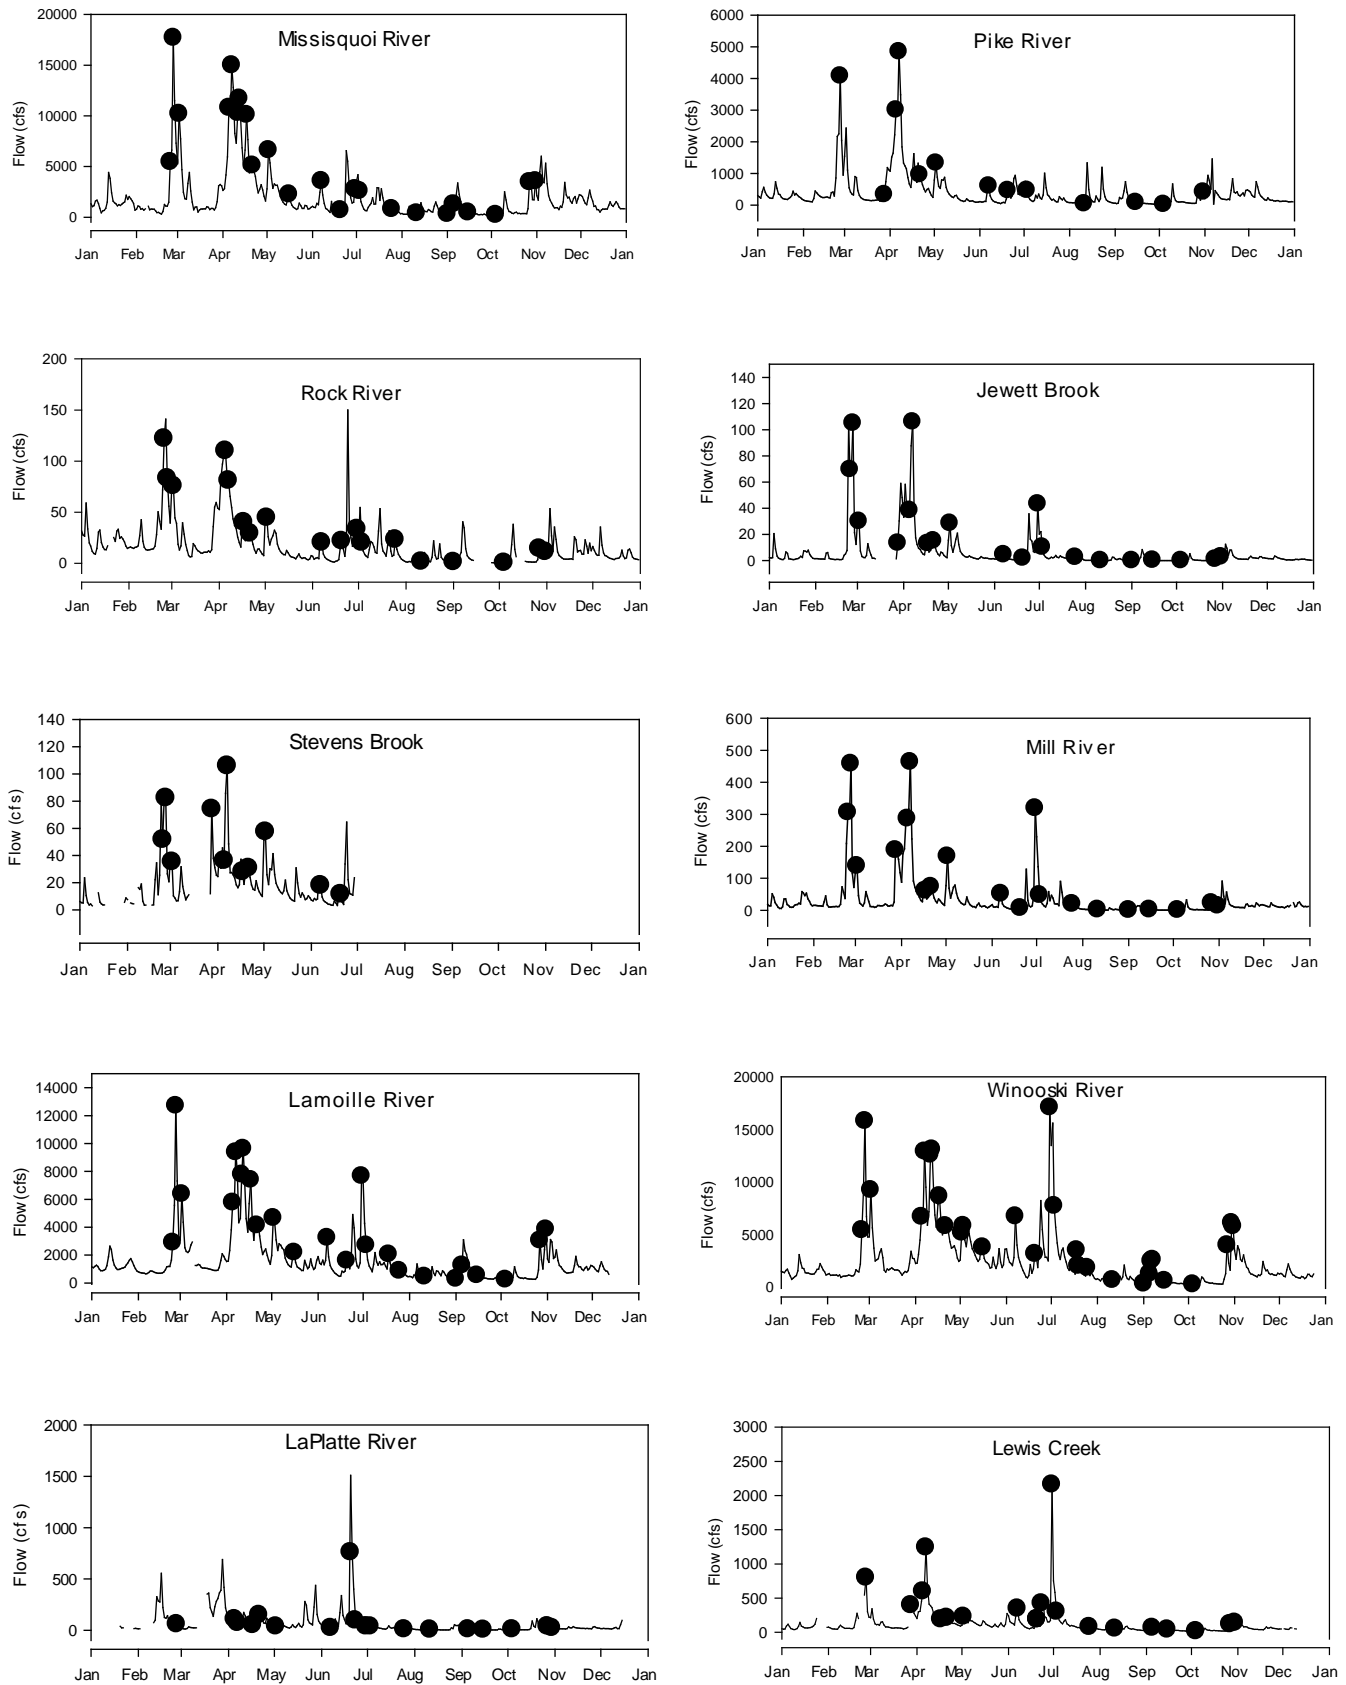 Missisquoi River
Flow (cfs)
20000
15000
10000
5000
0
Jan Feb Mar Apr May Jun Jul Aug Sep Oct Nov Dec Jan
Pike River
Flow (cfs)
6000
5000
4000
3000
2000
1000
0
Jan Feb Mar Apr May Jun Jul Aug Sep Oct Nov Dec Jan
Rock River
Flow (cfs)
200
150
100
50
0
Jan Feb Mar Apr May Jun Jul Aug Sep Oct Nov Dec Jan
Jewett Brook
Flow (cfs)
140
120
100
80
60
40
20
0
Jan Feb Mar Apr May Jun Jul Aug Sep Oct Nov Dec Jan
Stevens Brook
Flow (cfs)
140
120
100
80
60
40
20
0
Jan Feb Mar Apr May Jun Jul Aug Sep Oct Nov Dec Jan
Mill River
Flow (cfs)
600
500
400
300
200
100
0
Jan Feb Mar Apr May Jun Jul Aug Sep Oct Nov Dec Jan
Lamoille River
Flow (cfs)
14000
12000
10000
8000
6000
4000
2000
0
Jan Feb Mar Apr May Jun Jul Aug Sep Oct Nov Dec Jan
Winooski River
Flow (cfs)
20000
15000
10000
5000
0
Jan Feb Mar Apr May Jun Jul Aug Sep Oct Nov Dec Jan
LaPlatte River
Flow (cfs)
2000
1500
1000
500
0
Jan Feb Mar Apr May Jun Jul Aug Sep Oct Nov Dec Jan
Lewis Creek
Flow (cfs)
3000
2500
2000
1500
1000
500
0
Jan Feb Mar Apr May Jun Jul Aug Sep Oct Nov Dec Jan